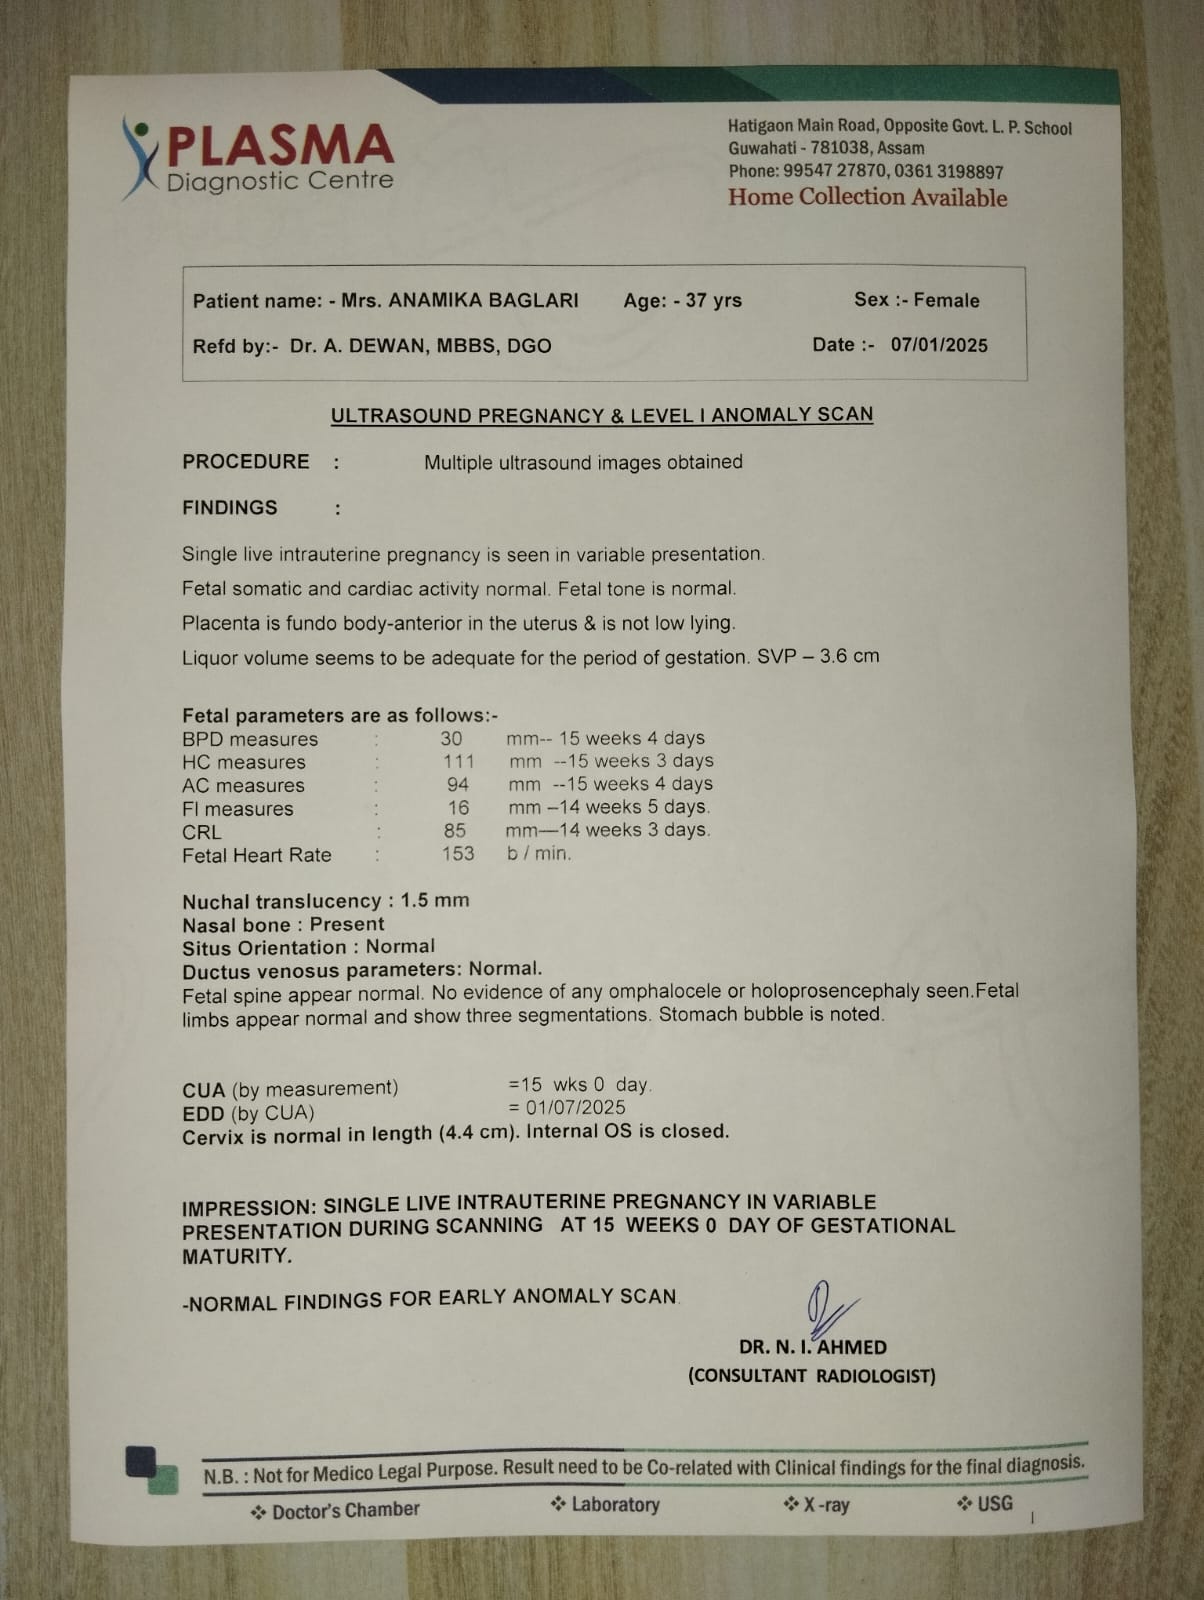 PLASMA
Diagnostic Centre
Hatigaon Main Road, Opposite Govt. L. P. School
Guwahati - 781038, Assam
Phone: 99547 27870, 0361 3198897
Home Collection Available
Patient name: - Mrs. ANAMIKA BAGLARI Age: - 37 yrs Sex :- Female
Refd by:- Dr. A. DEWAN, MBBS, DGO Date :- 07/01/2025
ULTRASOUND PREGNANCY & LEVEL I ANOMALY SCAN
PROCEDURE : Multiple ultrasound images obtained
FINDINGS :
Single live intrauterine pregnancy is seen in variable presentation.
Fetal somatic and cardiac activity normal. Fetal tone is normal.
Placenta is fundo body-anterior in the uterus & is not low lying.
Liquor volume seems to be adequate for the period of gestation. SVP – 3.6 cm
Fetal parameters are as follows:-
BPD measures : 30 mm-- 15 weeks 4 days
HC measures : 111 mm --15 weeks 3 days
AC measures : 94 mm --15 weeks 4 days
Fl measures : 16 mm –14 weeks 5 days.
CRL : 85 mm—14 weeks 3 days.
Fetal Heart Rate : 153 b / min.
Nuchal translucency : 1.5 mm
Nasal bone : Present
Situs Orientation : Normal
Ductus venosus parameters: Normal.
Fetal spine appear normal. No evidence of any omphalocele or holoprosencephaly seen.Fetal
limbs appear normal and show three segmentations. Stomach bubble is noted.
CUA (by measurement) =15 wks 0 day.
EDD (by CUA) = 01/07/2025
Cervix is normal in length (4.4 cm). Internal OS is closed.
IMPRESSION: SINGLE LIVE INTRAUTERINE PREGNANCY IN VARIABLE
PRESENTATION DURING SCANNING AT 15 WEEKS 0 DAY OF GESTATIONAL
MATURITY.
-NORMAL FINDINGS FOR EARLY ANOMALY SCAN.
DR. N. I. AHMED
(CONSULTANT RADIOLOGIST)
N.B. : Not for Medico Legal Purpose. Result need to be Co-related with Clinical findings for the final diagnosis.
❖ Doctor's Chamber ❖ Laboratory ❖ X -ray ❖ USG